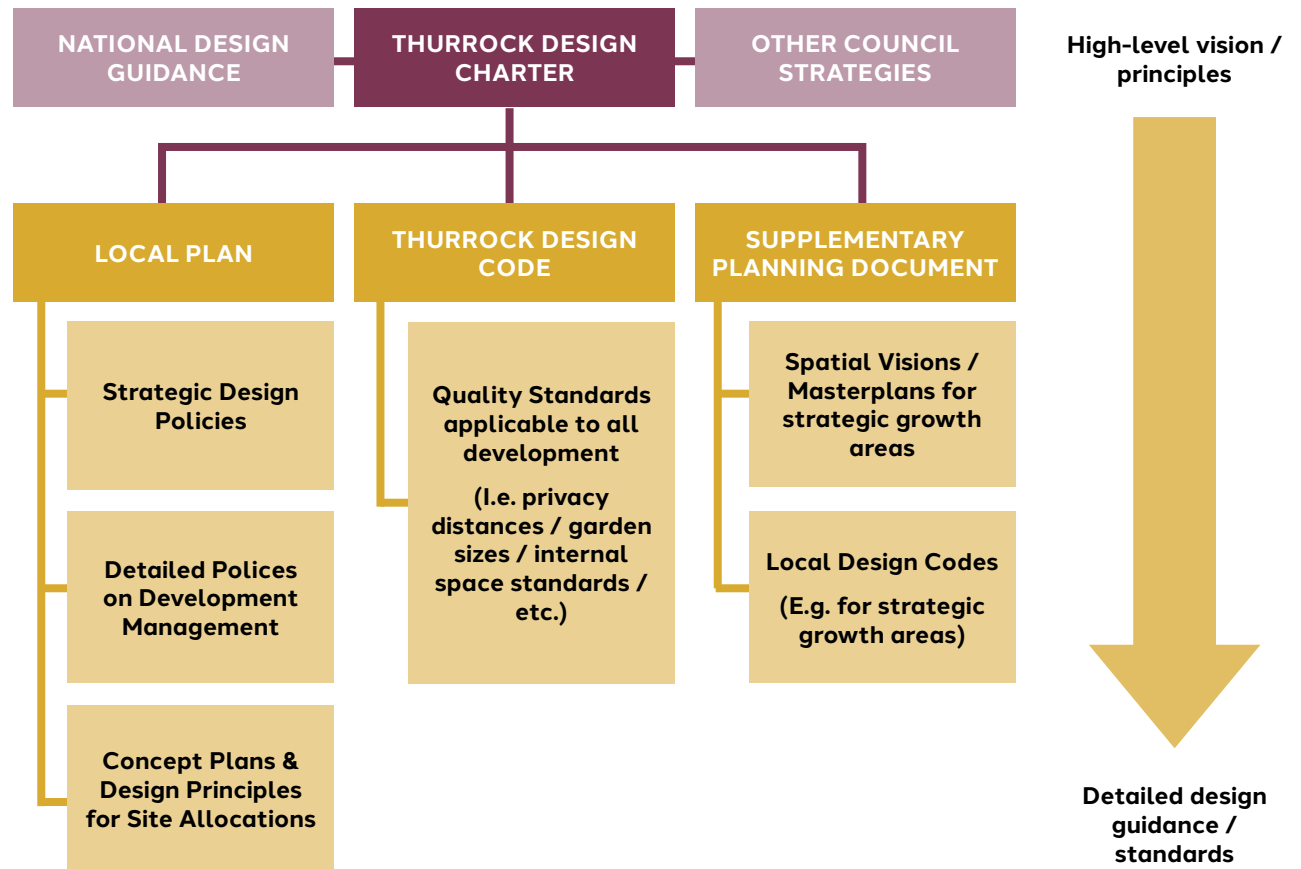 NATIONAL DESIGN
GUIDANCE
THURROCK DESIGN
CHARTER
OTHER COUNCIL
STRATEGIES
High-level vision /
principles
LOCAL PLAN
THURROCK DESIGN
CODE
SUPPLEMENTARY
PLANNING DOCUMENT
Strategic Design
Policies
Detailed Polices
on Development
Management
Concept Plans &
Design Principles
for Site Allocations
Quality Standards
applicable to all
development
(I.e. privacy
distances / garden
sizes / internal
space standards /
etc.)
Spatial Visions /
Masterplans for
strategic growth
areas
Local Design Codes
(E.g. for strategic
growth areas)
Detailed design
guidance /
standards